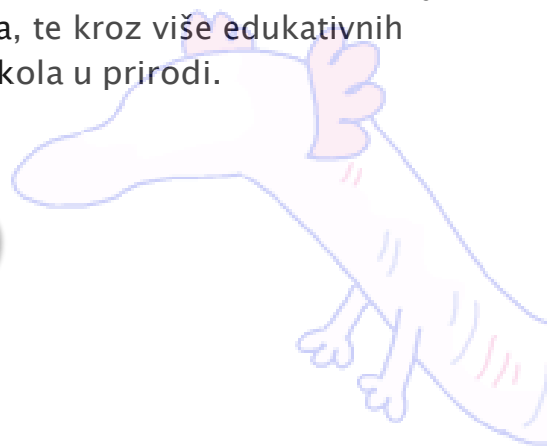 a, te kroz više edukativnih
kola u prirodi.